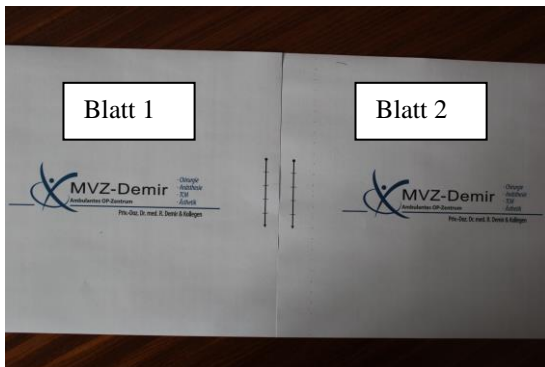 Blatt 1
Blatt 2
MVZ-Demir
Ambulantes OP-Zentrum
· Chirurgie
· Anästhesie
· TCM
· Ästhetik
Priv.-Doz. Dr. med. R. Demir & Kollegen
MVZ-Demir
Ambulantes OP-Zentrum
· Chirurgie
· Anästhesie
· TCM
· Ästhetik
Priv.-Doz. Dr. med. R. Demir & Kollegen